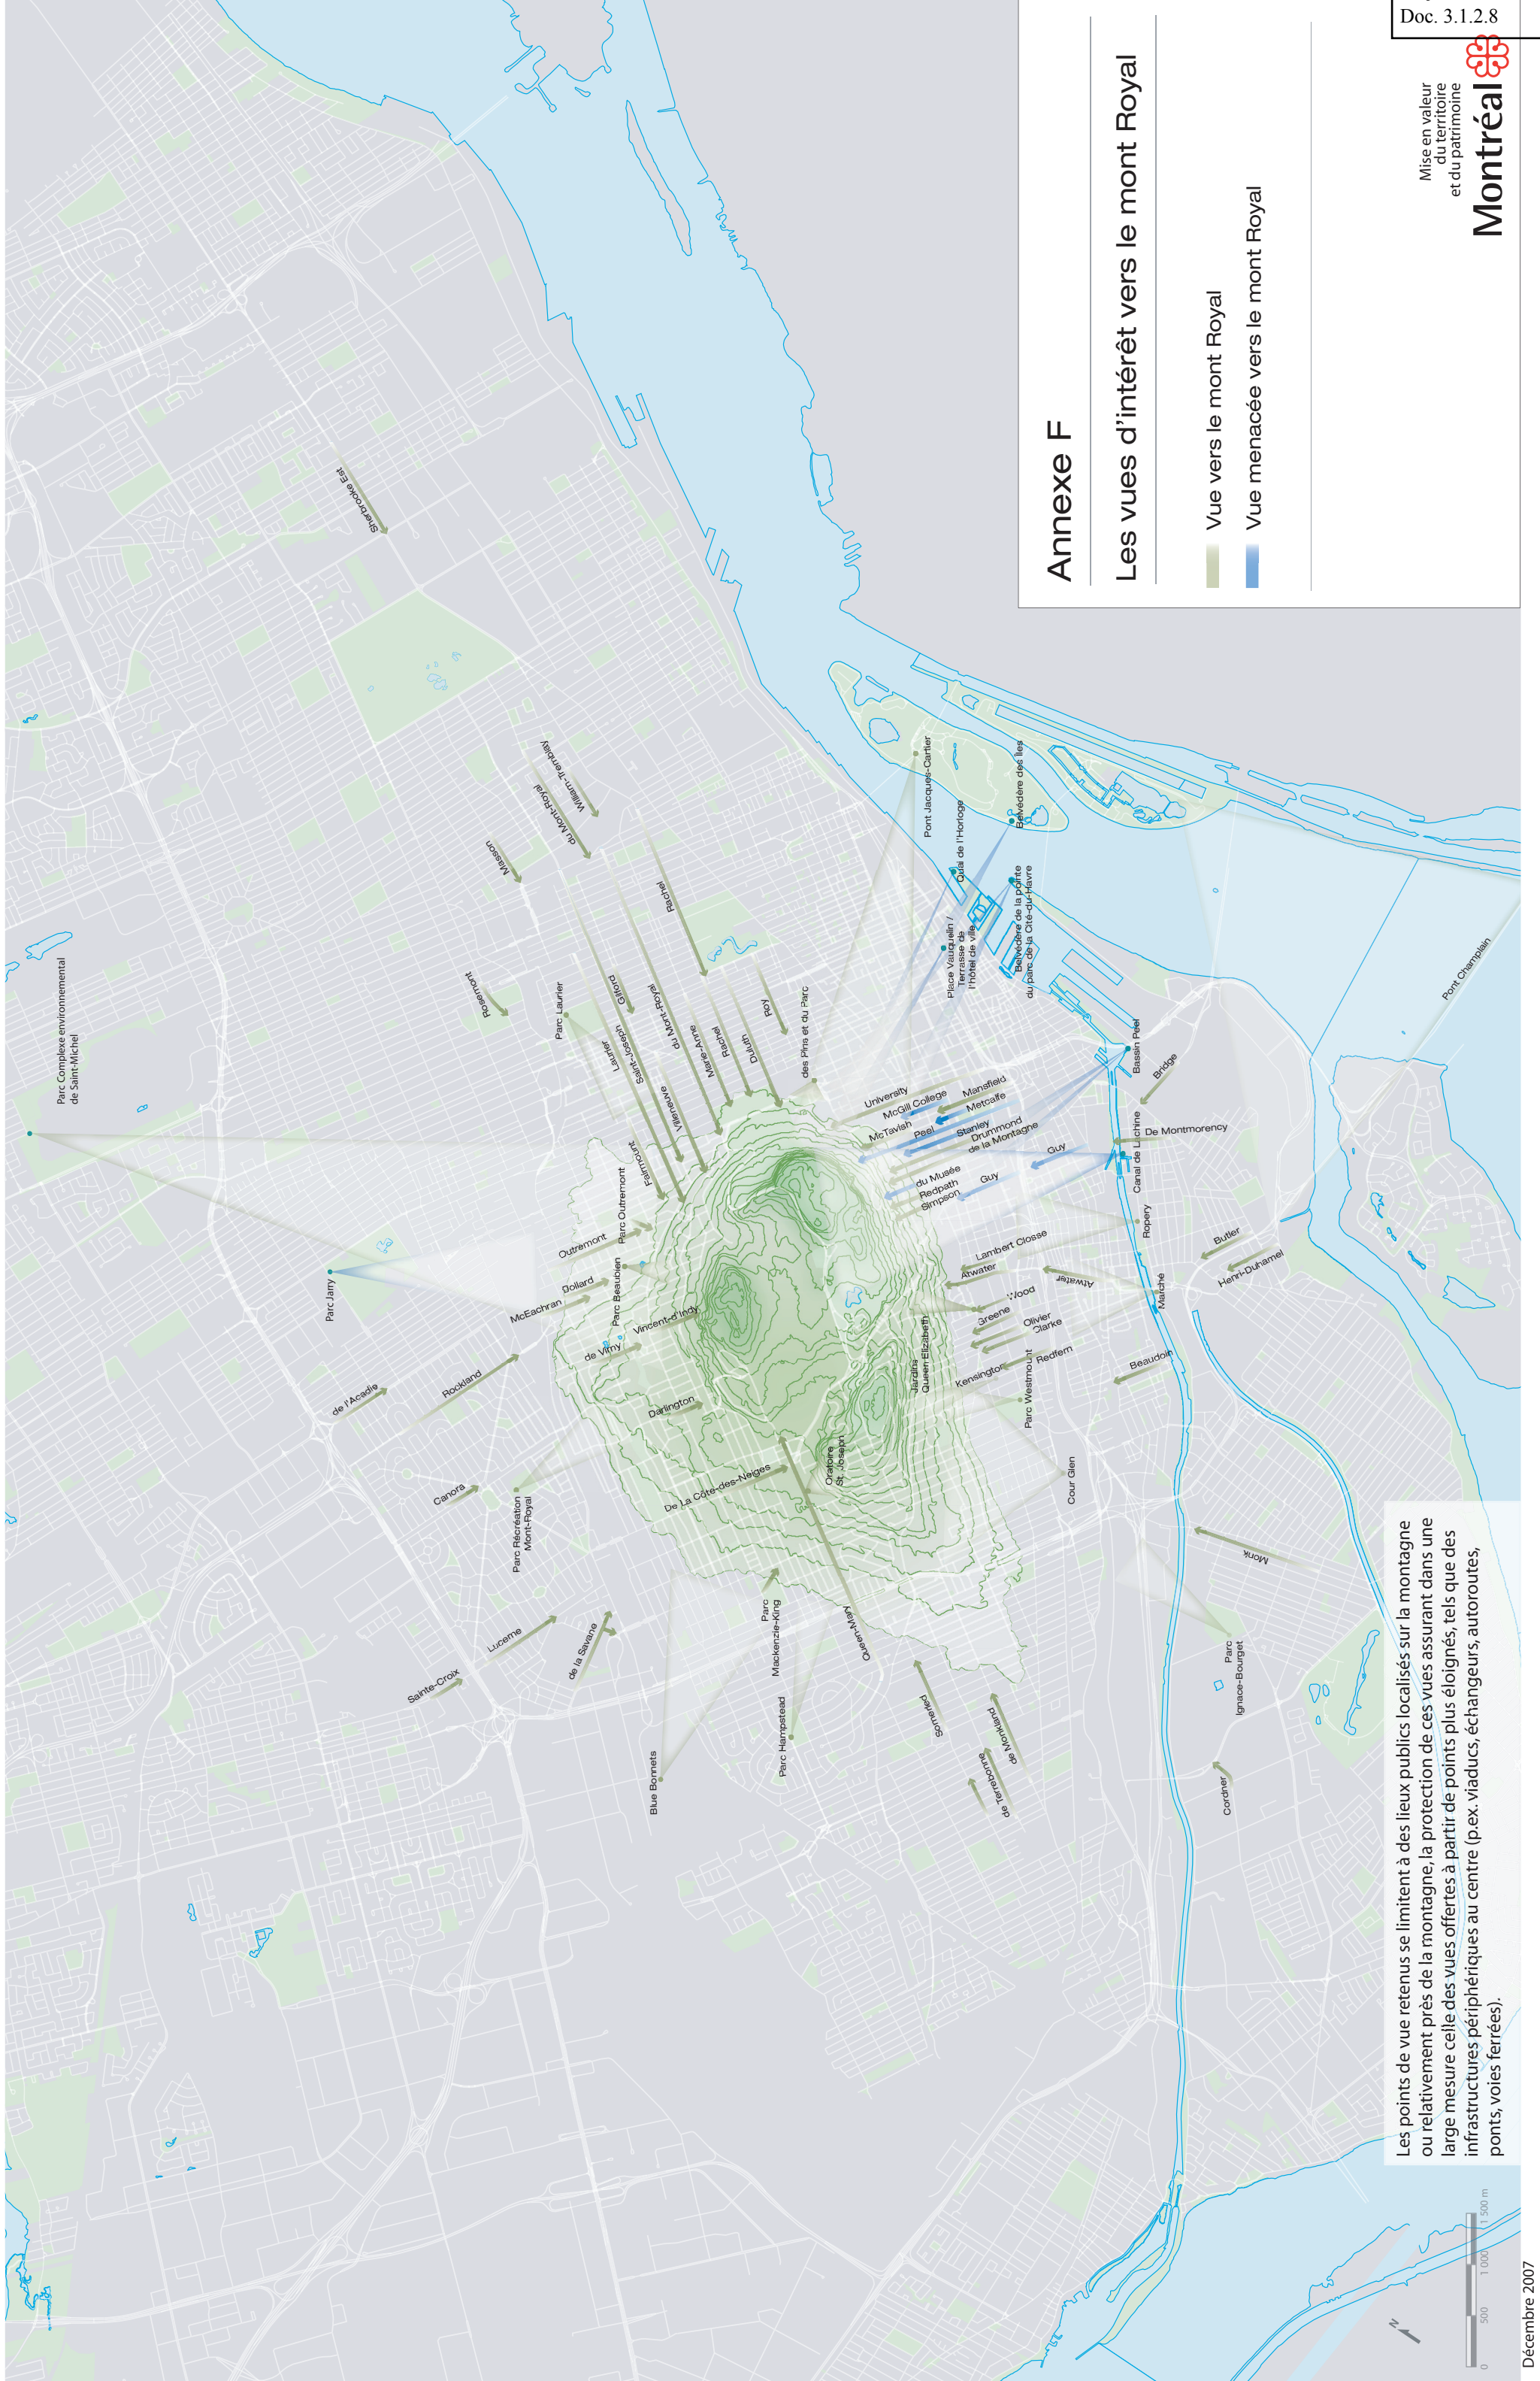 Doc. 3.1.2.8
Annexe F
Les vues d'intérêt vers le mont Royal
Vue vers le mont Royal
Vue menacée vers le mont Royal
Mise en valeur
du territoire
et du patrimoine
Montréal
Parc Complexe environnemental
de Saint-Michel
Sherbrooke Est
William-Tremblay
du Mont-Royal
Masson
Rachel
Rosemont
Parc Laurier
Gilford
Laurier
Saint-Joseph
du Mont-Royal
Marie-Anne
Rachel
Duluth
Roy
des Pins et du Parc
Villeneuve
Fairmount
Parc Outremont
Outremont
Parc Beaubien
Dollard
McEachran
Vincent-d'Indy
de Vimy
Parc Jarry
Rockland
de l'Acadie
Darlington
De La Côte-des-Neiges
Canora
Parc Récréation
Mont-Royal
Lucerne
de la Savane
Sainte-Croix
Blue Bonnets
Parc Hampstead
Parc
Mackenzie-King
Queen-Mary
Oratoire
St. Joseph
Somerled
de Monkland
de Terrebonne
Pont Jacques-Cartier
Quai de l'Horloge
Belvédère des îles
Place Vauquelin /
Terrasse de
l'hôtel de ville
Belvédère de la pointe
du parc de la Cité-du-Havre
Bassin Peel
Bridge
Pont Champlain
University
McGill College
Mansfield
Metcalfe
McTavish
Peel
Stanley
Drummond
de la Montagne
Guy
Guy
du Musée
Redpath
Simpson
De Montmorency
Canal de Lachine
Ropery
Lambert Closse
Atwater
Atwater
Marché
Butler
Henri-Duhamel
Wood
Greene
Olivier
Clarke
Redfern
Kensington
Jardins
Queen Elizabeth
Parc Westmount
Beaudoin
Cour Glen
Monk
Parc
Ignace-Bourget
Cordner
Les points de vue retenus se limitent à des lieux publics localisés sur la montagne
ou relativement près de la montagne, la protection de ces vues assurant dans une
large mesure celle des vues offertes à partir de points plus éloignés, tels que des
infrastructures périphériques au centre (p.ex. viaducs, échangeurs, autoroutes,
ponts, voies ferrées).
N
0 500 1 000 1 500 m
Décembre 2007